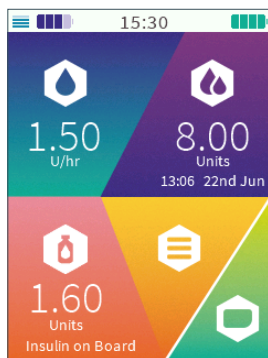 15:30
1.50
U/hr
8.00
Units
13:06 22nd Jun
1.60
Units
Insulin on Board